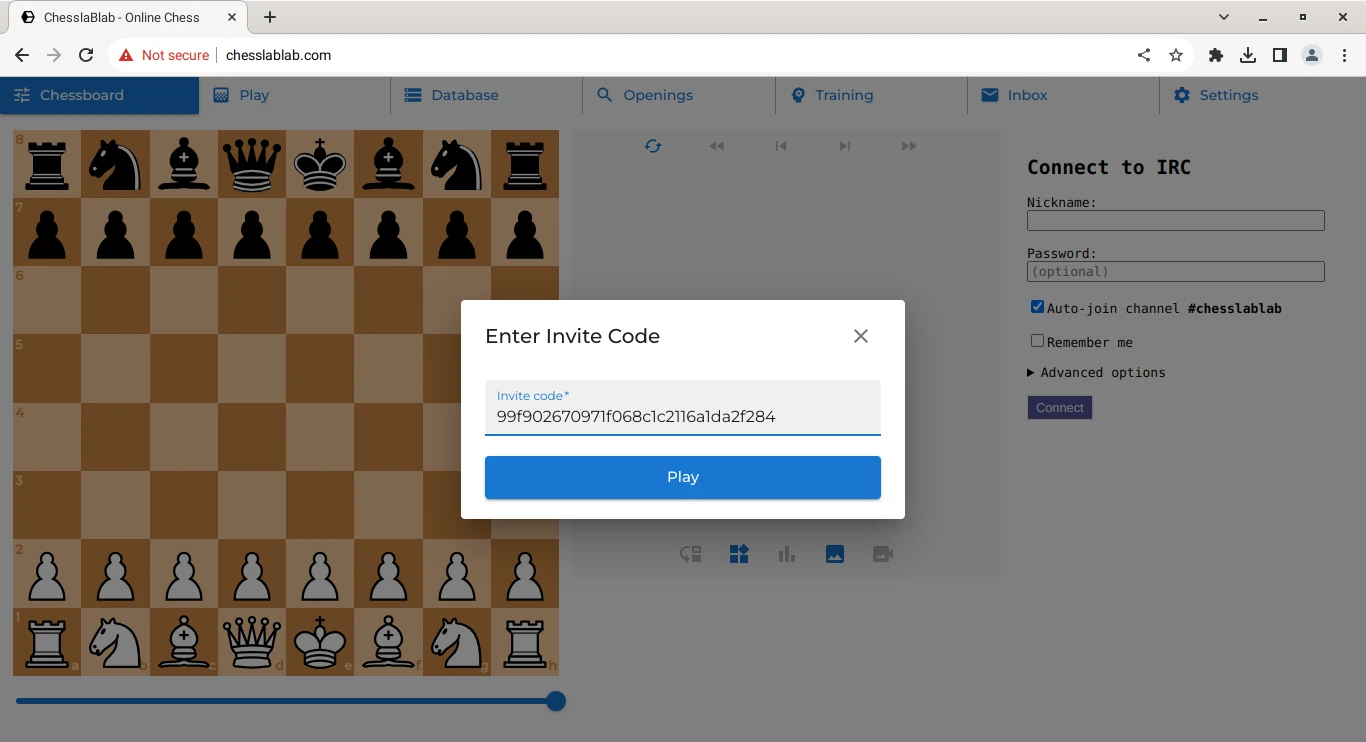 ChesslaBlab - Online Chess
Not secure
chesslablab.com
Chessboard
Play
Database
Openings
Training
Inbox
Settings
8
7
6
5
4
3
2
1
a
b
c
d
e
f
g
h
Enter Invite Code
Invite code*
99f902670971f068c1c2116a1da2f284
Play
Connect to IRC
Nickname:
Password:
(optional)
Auto-join channel #chesslablab
Remember me
Advanced options
Connect